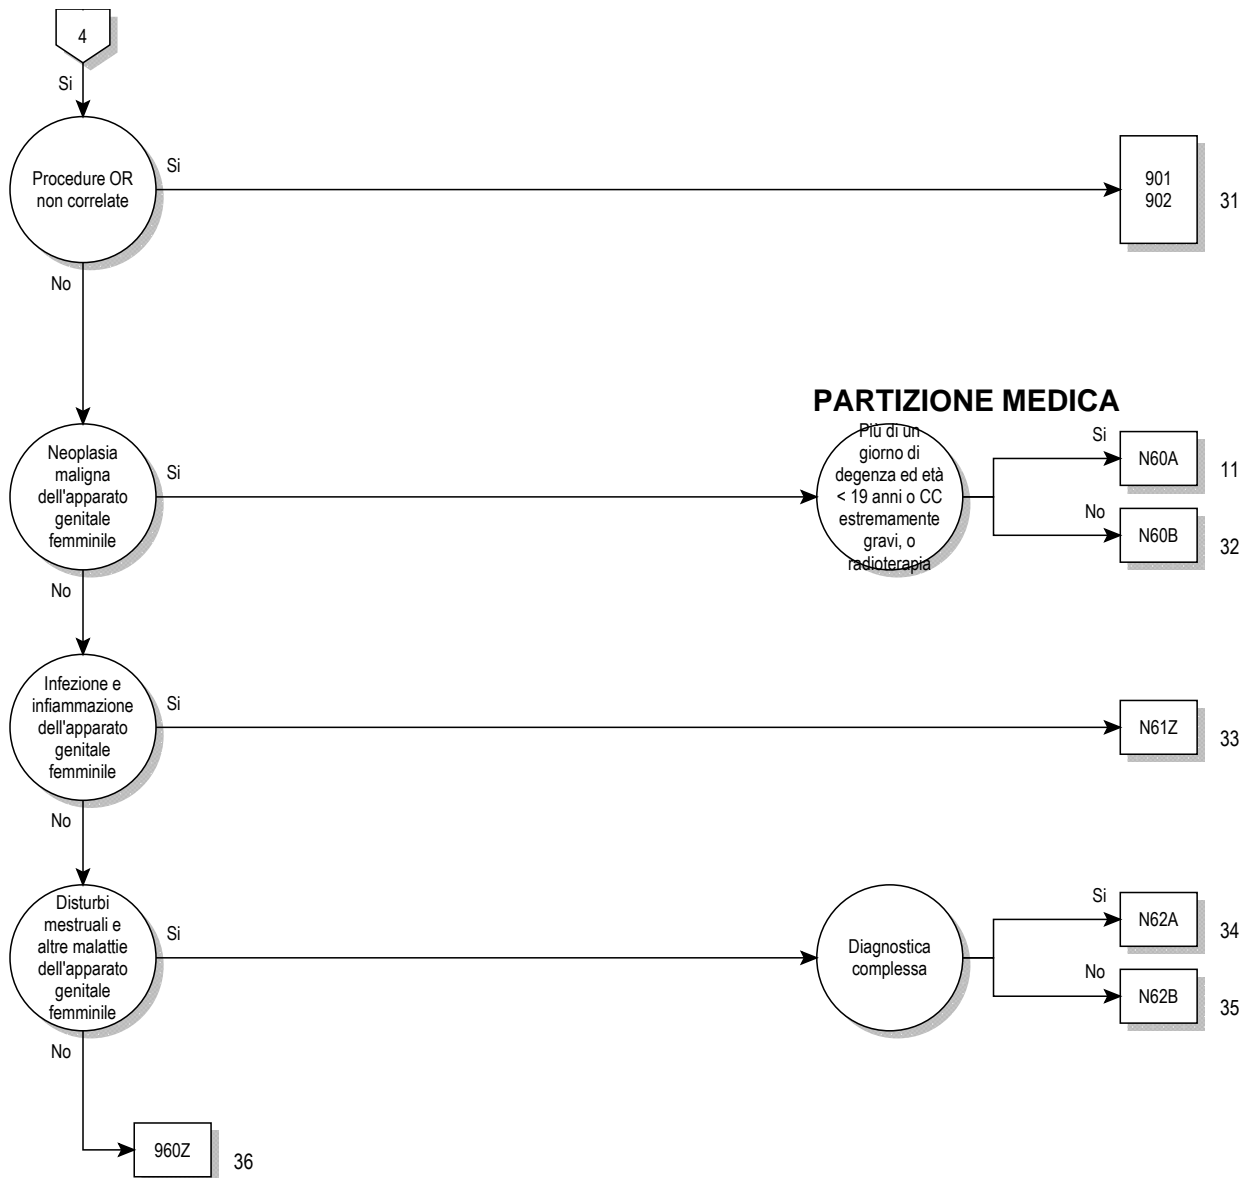 4
Si
Procedure OR
non correlate
Si
901
902
31
No
PARTIZIONE MEDICA
Neoplasia
maligna
dell'apparato
genitale
femminile
Si
Più di un
giorno di
degenza ed età
< 19 anni o CC
estremamente
gravi, o
radioterapia
Si
N60A
11
No
N60B
32
No
Infezione e
infiammazione
dell'apparato
genitale
femminile
Si
N61Z
33
No
Disturbi
mestruali e
altre malattie
dell'apparato
genitale
femminile
Si
Diagnostica
complessa
Si
N62A
34
No
N62B
35
No
960Z
36